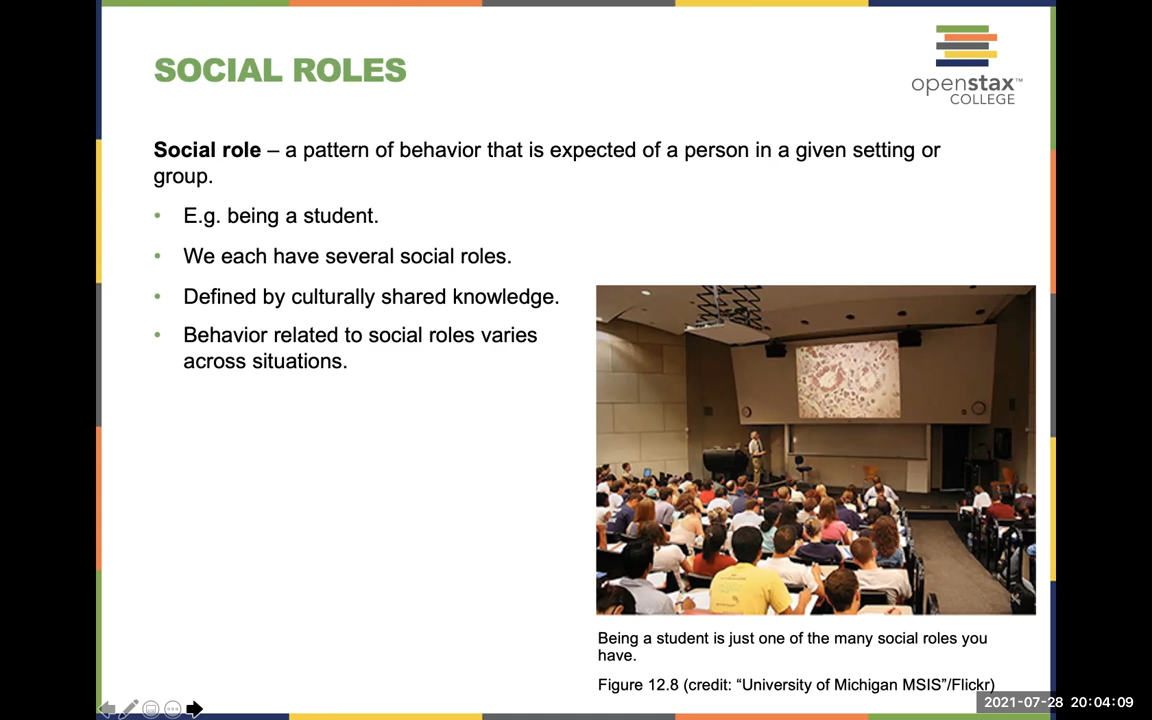 SOCIAL ROLES
openstax™
COLLEGE
Social role – a pattern of behavior that is expected of a person in a given setting or
group.
• E.g. being a student.
• We each have several social roles.
• Defined by culturally shared knowledge.
• Behavior related to social roles varies
across situations.
Being a student is just one of the many social roles you
have.
Figure 12.8 (credit: “University of Michigan MSIS”/Flickr)
2021-07-28 20:04:09